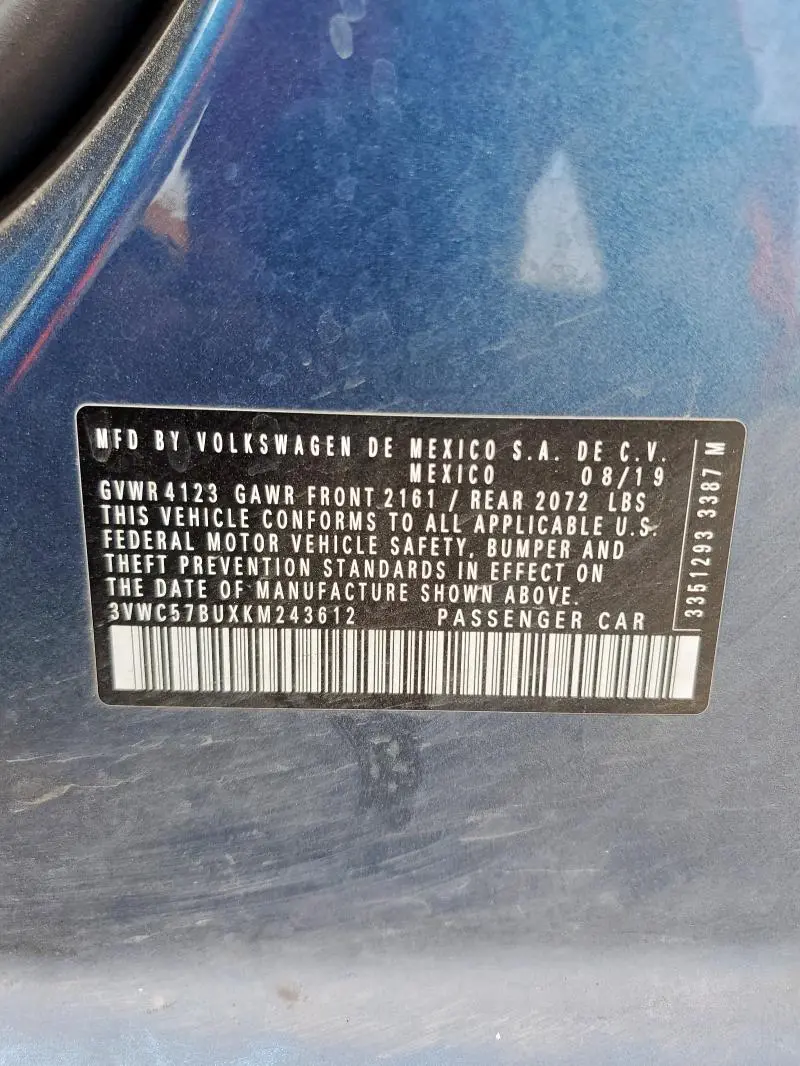 MFD BY VOLKSWAGEN DE MEXICO S.A. DE C.V.
MEXICO 08/19
GVWR 4123 GAWR FRONT 2161 / REAR 2072 LBS
THIS VEHICLE CONFORMS TO ALL APPLICABLE U.S.
FEDERAL MOTOR VEHICLE SAFETY, BUMPER AND
THEFT PREVENTION STANDARDS IN EFFECT ON
THE DATE OF MANUFACTURE SHOWN ABOVE.
3VWC57BUXKM243612 PASSENGER CAR
3351293 3387 M